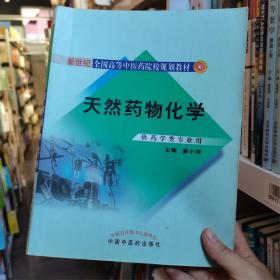 新世纪全国高等中医药院校规划教材
天然药物化学
供药学类专业用
主编
中国中医药出版社